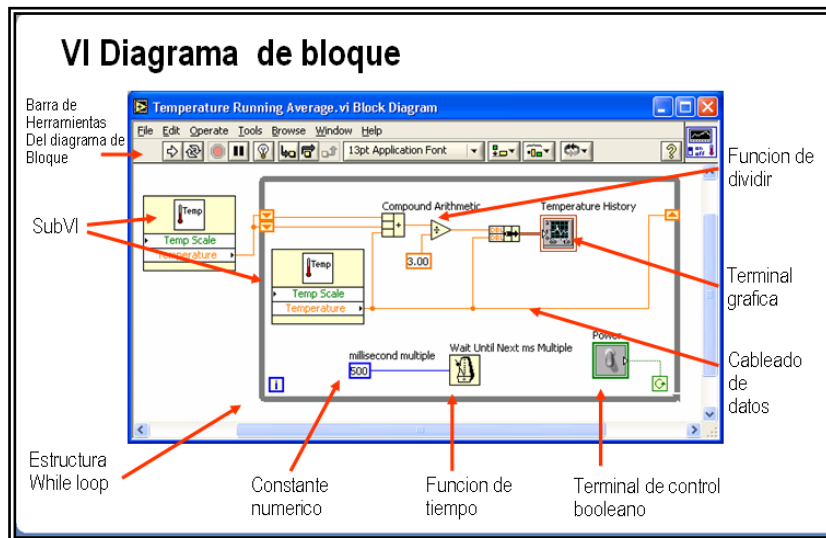 VI Diagrama de bloque
Barra de
Herramientas
Del diagrama de
Bloque
Temperature Running Average.vi Block Diagram
File Edit Operate Tools Browse Window Help
13pt Application Font
?
Funcion de
dividir
SubVI
Temp
Temp Scale
Temperature
Compound Arithmetic
Temperature History
+
÷
3.00
Temp
Temp Scale
Temperature
Terminal
grafica
millisecond multiple
500
Wait Until Next ms Multiple
Power
i
Cableado
de
datos
Estructura
While loop
Constante
numerico
Funcion de
tiempo
Terminal de control
booleano